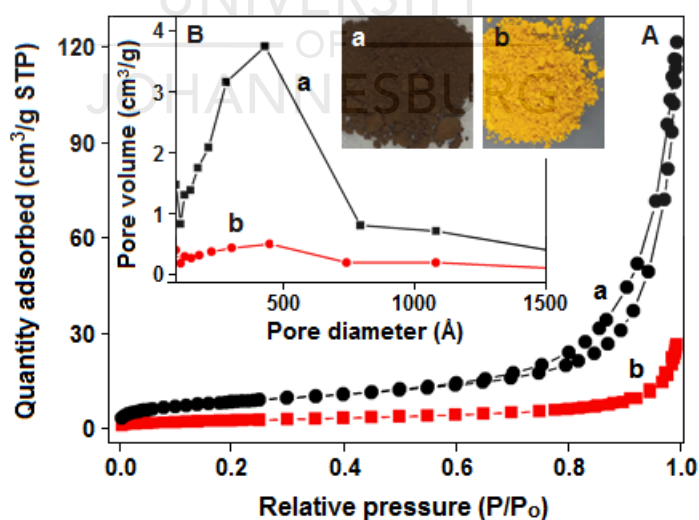 UNIVERSITY
OF
JOHANNESBURG
A
B
a
b
a
b
a
b
Quantity adsorbed (cm³/g STP)
120
90
60
30
0
0.0 0.2 0.4 0.6 0.8 1.0
Relative pressure (P/P₀)
Pore volume (cm³/g)
4
3
2
1
0
500 1000 1500
Pore diameter (Å)